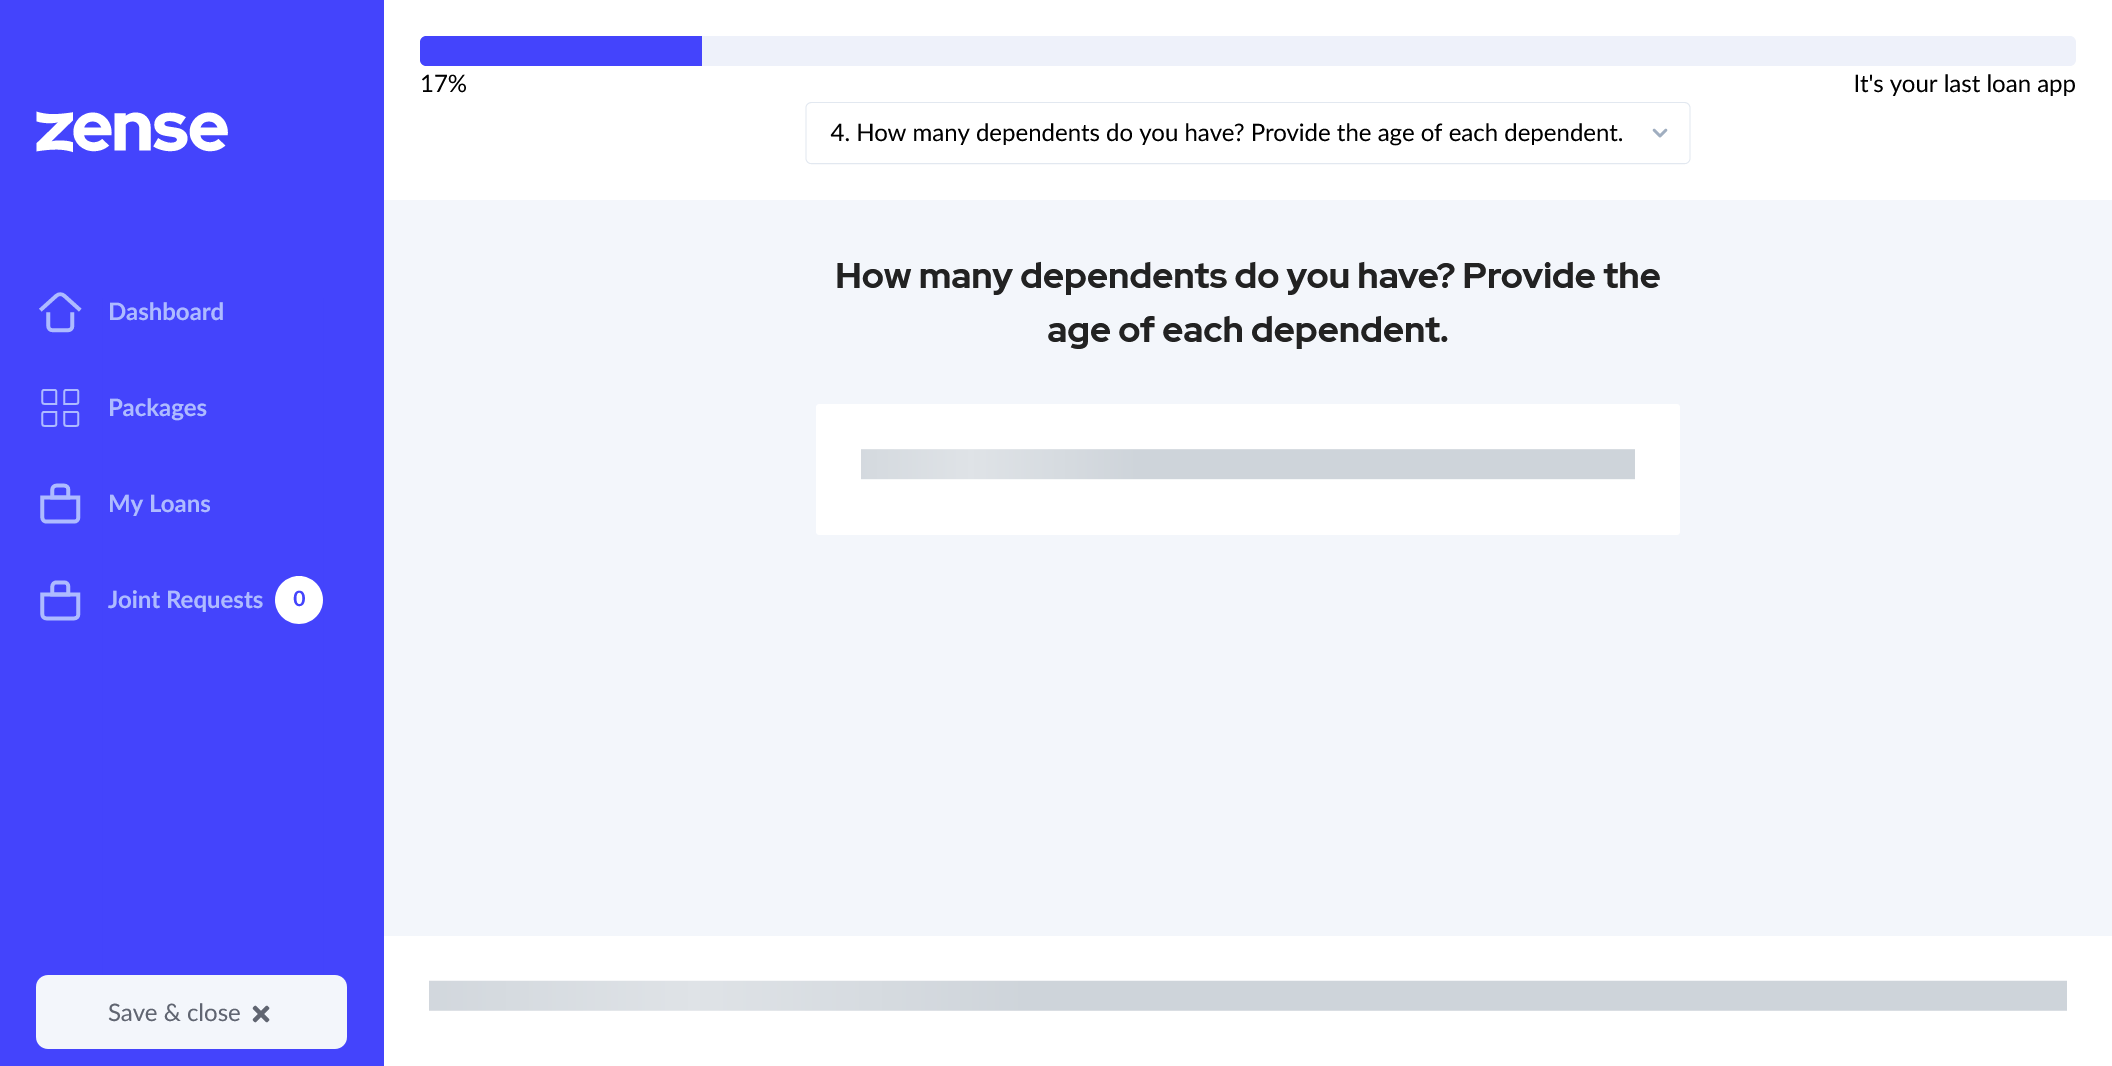 zense
Dashboard
Packages
My Loans
Joint Requests 0
Save & close
17%
It's your last loan app
4. How many dependents do you have? Provide the age of each dependent.
How many dependents do you have? Provide the
age of each dependent.